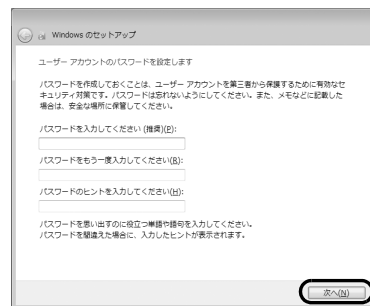 Windows のセットアップ
ユーザー アカウントのパスワードを設定します
パスワードを作成しておくことは、ユーザー アカウントを第三者から保護するために有効なセ
キュリティ対策です。パスワードは忘れないようにしてください。また、メモなどに記載した
場合は、安全な場所に保管してください。
パスワードを入力してください (推奨)(P):
パスワードをもう一度入力してください(R):
パスワードのヒントを入力してください(H):
パスワードを思い出すのに役立つ単語や語句を入力してください。
パスワードを間違えた場合に、入力したヒントが表示されます。
次へ(N)